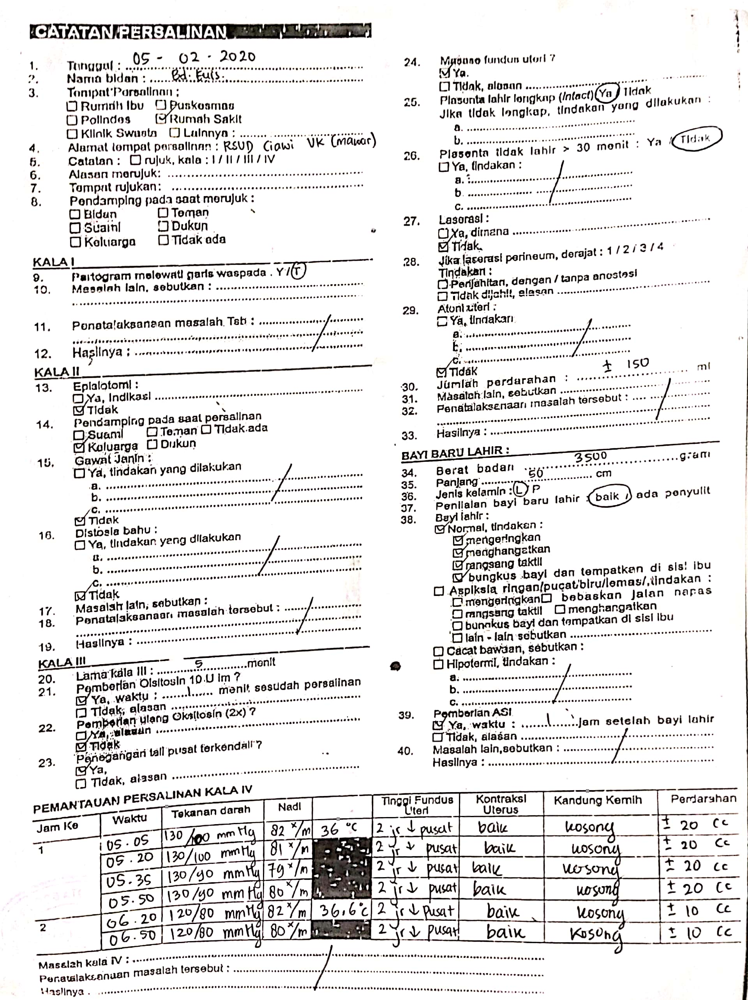 CATATAN PERSALINAN
1. Tanggal : 05 - 02 - 2020
2. Nama bidan : Bd. Euis.
3. Tempat Persalinan :
☐ Rumah Ibu ☐ Puskesmas
☐ Polindes ☑ Rumah Sakit
☐ Klinik Swasta ☐ Lainnya : ..........
4. Alamat tempat persalinan : RSUD Ciawi VK (mawar)
5. Catatan : ☐ rujuk, kala : I / II / III / IV
6. Alasan merujuk: ..........
7. Tempat rujukan: ..........
8. Pendamping pada saat merujuk :
☐ Bidan ☐ Teman
☐ Suami ☐ Dukun
☐ Keluarga ☐ Tidak ada
KALA I
9. Partogram melewati garis waspada . Y / T
10. Masalah lain, sebutkan : ..........
11. Penatalaksanaan masalah Tsb : ..........
12. Hasilnya : ..........
KALA II
13. Episiotomi :
☐ Ya, Indikasi ..........
☑ Tidak
14. Pendamping pada saat persalinan
☐ Suami ☐ Teman ☐ Tidak ada
☑ Keluarga ☐ Dukun
15. Gawat Janin :
☐ Ya, tindakan yang dilakukan
a. ..........
b. ..........
c. ..........
☑ Tidak
16. Distosia bahu :
☐ Ya, tindakan yang dilakukan
a. ..........
b. ..........
c. ..........
☑ Tidak
17. Masalah lain, sebutkan :
18. Penatalaksanaan masalah tersebut : ..........
19. Hasilnya : ..........
KALA III
20. Lama kala III : 5 menit
21. Pemberian Oksitosin 10 U im ?
☑ Ya, waktu : 1 menit sesudah persalinan
☐ Tidak, alasan ..........
22. Pemberian ulang Oksitosin (2x) ?
☐ Ya, alasan ..........
☑ Tidak
23. Penegangan tali pusat terkendali ?
☑ Ya,
☐ Tidak, alasan ..........
24. Masase fundus uteri ?
☑ Ya.
☐ Tidak, alasan ..........
25. Plasenta lahir lengkap (Intact) Ya / Tidak
Jika tidak lengkap, tindakan yang dilakukan :
a. ..........
b. ..........
26. Plasenta tidak lahir > 30 menit : Ya / Tidak
☐ Ya, tindakan :
a. ..........
b. ..........
c. ..........
27. Laserasi :
☐ Ya, dimana ..........
☑ Tidak.
28. Jika laserasi perineum, derajat : 1 / 2 / 3 / 4
Tindakan :
☐ Penjahitan, dengan / tanpa anestesi
☐ Tidak dijahit, alasan ..........
29. Atoni uteri :
☐ Ya, tindakan
a. ..........
b. ..........
c. ..........
☑ Tidak
30. Jumlah perdarahan : ± 150 ml
31. Masalah lain, sebutkan ..........
32. Penatalaksanaan masalah tersebut : ..........
33. Hasilnya : ..........
BAYI BARU LAHIR :
34. Berat badan 3500 gram
35. Panjang 50 cm
36. Jenis kelamin : L / P
37. Penilaian bayi baru lahir : baik / ada penyulit
38. Bayi lahir :
☑ Normal, tindakan :
☑ mengeringkan
☑ menghangatkan
☑ rangsang taktil
☑ bungkus bayi dan tempatkan di sisi ibu
☐ Aspiksia ringan/pucat/biru/lemas/,tindakan :
☐ mengeringkan ☐ bebaskan jalan napas
☐ rangsang taktil ☐ menghangatkan
☐ bungkus bayi dan tempatkan di sisi ibu
☐ lain - lain sebutkan ..........
☐ Cacat bawaan, sebutkan :
☐ Hipotermi, tindakan :
a. ..........
b. ..........
c. ..........
39. Pemberian ASI
☑ Ya, waktu : 1 jam setelah bayi lahir
☐ Tidak, alasan ..........
40. Masalah lain,sebutkan : ..........
Hasilnya : ..........
PEMANTAUAN PERSALINAN KALA IV
Jam Ke Waktu Tekanan darah Nadi Tinggi Fundus Uteri Kontraksi Uterus Kandung Kemih Perdarahan
1 05.05 130/100 mmHg 82 x/m 36 °C 2 jr ↓ pusat baik kosong ± 20 cc
05.20 130/100 mmHg 81 x/m 2 jr ↓ pusat baik kosong ± 20 cc
05.35 130/90 mmHg 79 x/m 2 jr ↓ pusat baik kosong ± 20 cc
05.50 130/90 mmHg 80 x/m 2 jr ↓ pusat baik kosong ± 20 cc
2 06.20 120/80 mmHg 82 x/m 36,6 °C 2 jr ↓ pusat baik kosong ± 10 cc
06.50 120/80 mmHg 80 x/m 2 jr ↓ pusat baik kosong ± 10 cc
Masalah kala IV : ..........
Penatalaksanaan masalah tersebut : ..........
Hasilnya . ..........